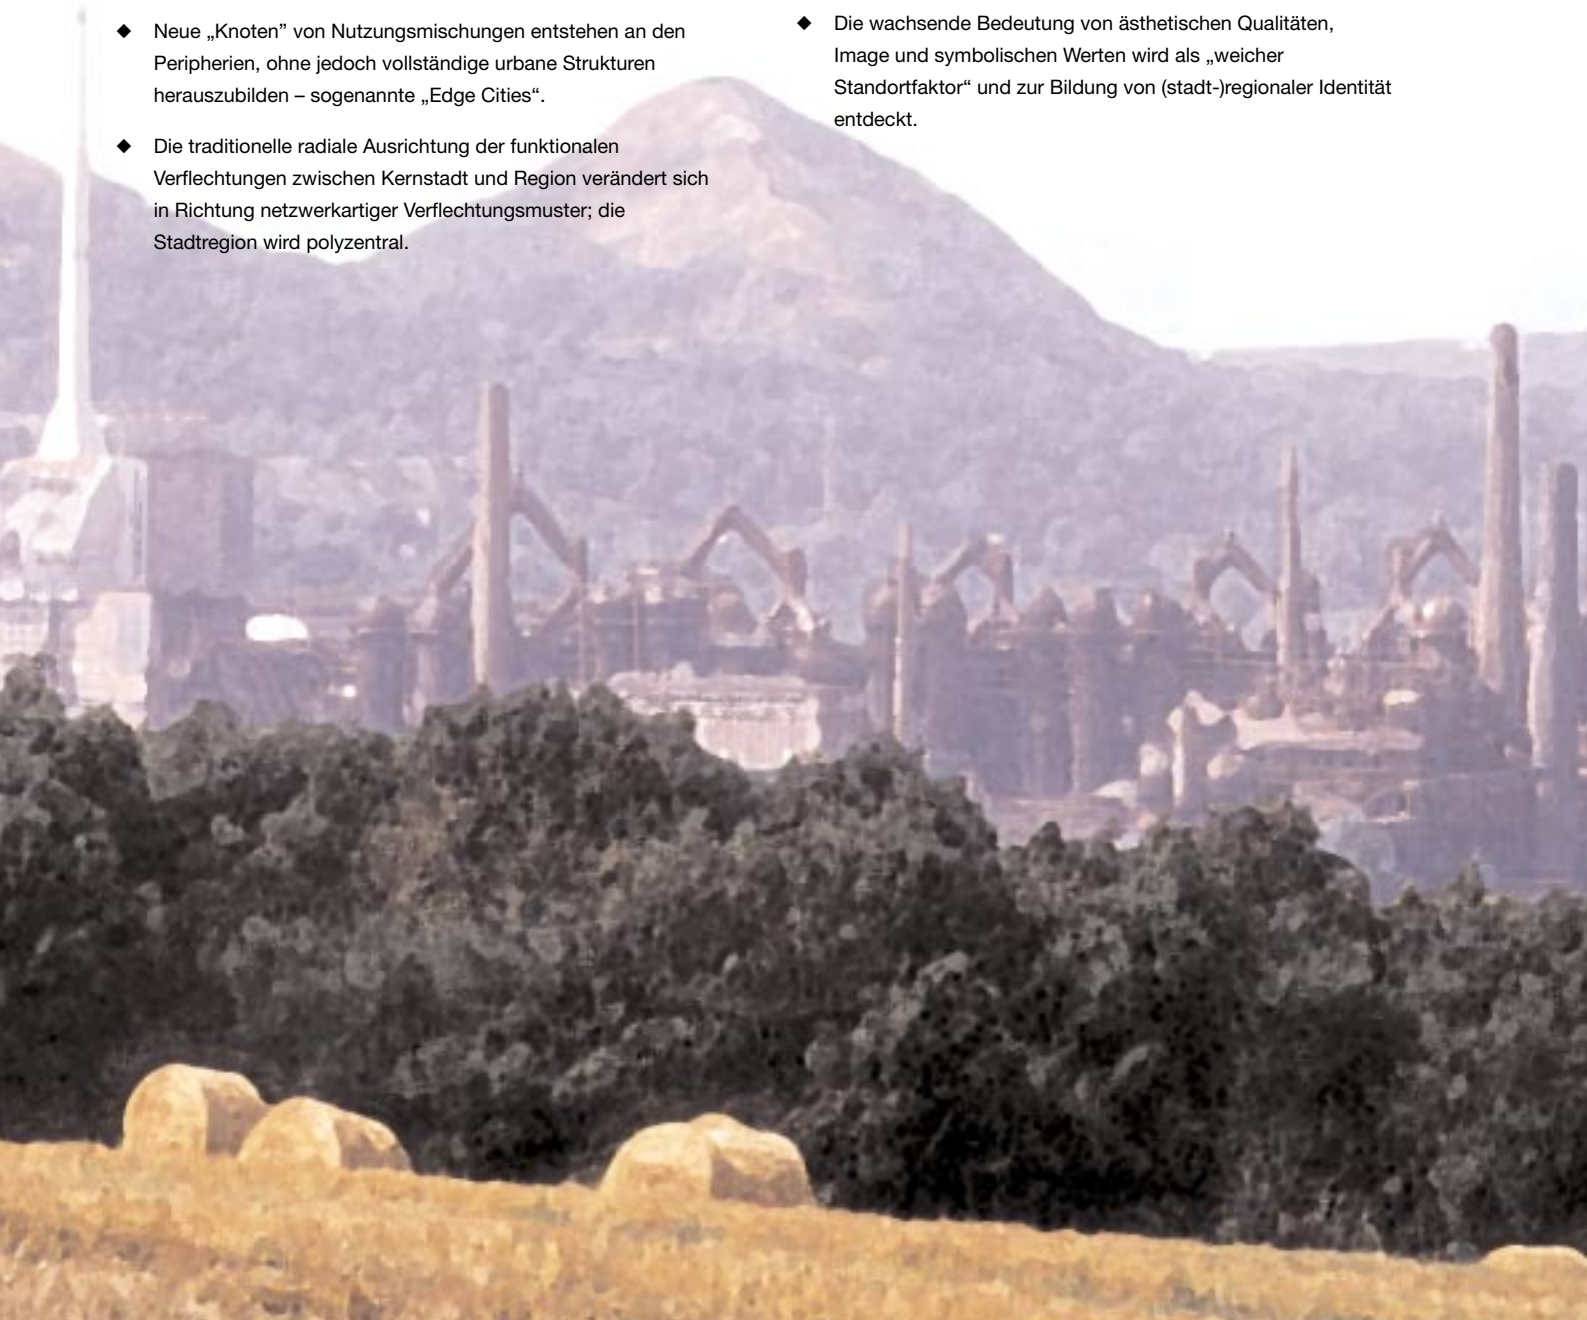 ◆ Neue „Knoten” von Nutzungsmischungen entstehen an den
Peripherien, ohne jedoch vollständige urbane Strukturen
herauszubilden – sogenannte „Edge Cities“.
◆ Die traditionelle radiale Ausrichtung der funktionalen
Verflechtungen zwischen Kernstadt und Region verändert sich
in Richtung netzwerkartiger Verflechtungsmuster; die
Stadtregion wird polyzentral.
◆ Die wachsende Bedeutung von ästhetischen Qualitäten,
Image und symbolischen Werten wird als „weicher
Standortfaktor“ und zur Bildung von (stadt-)regionaler Identität
entdeckt.